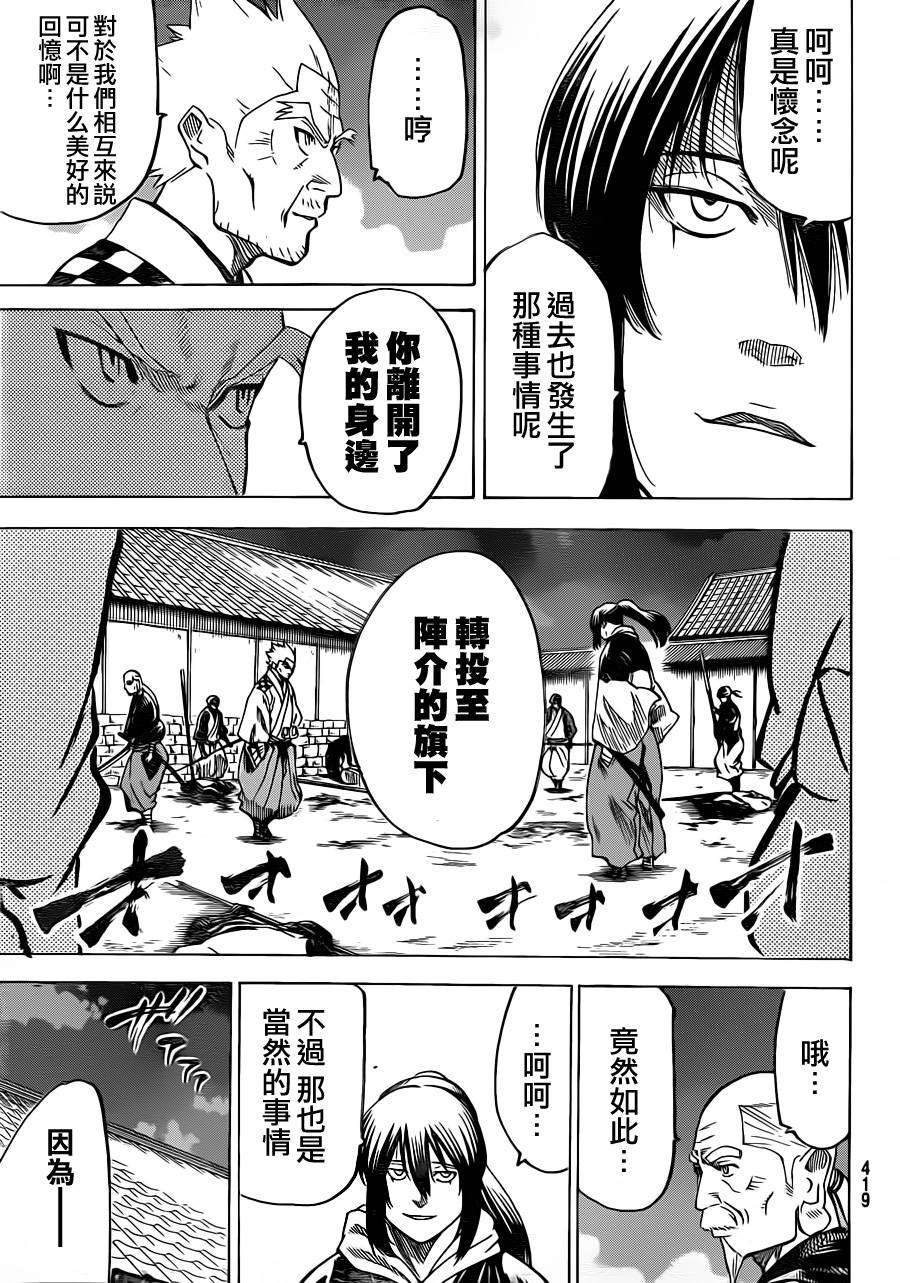 呵呵……
真是懷念呢
過去也發生了
那種事情呢
……哼
對於我們相互來說
可不是什么美好的
回憶啊…
你離開了
我的身邊
轉投至
陣介的旗下
オオオオオオオ
哦…
竟然如此…
…呵呵…
不過 那也是
當然的事情
因為——
419